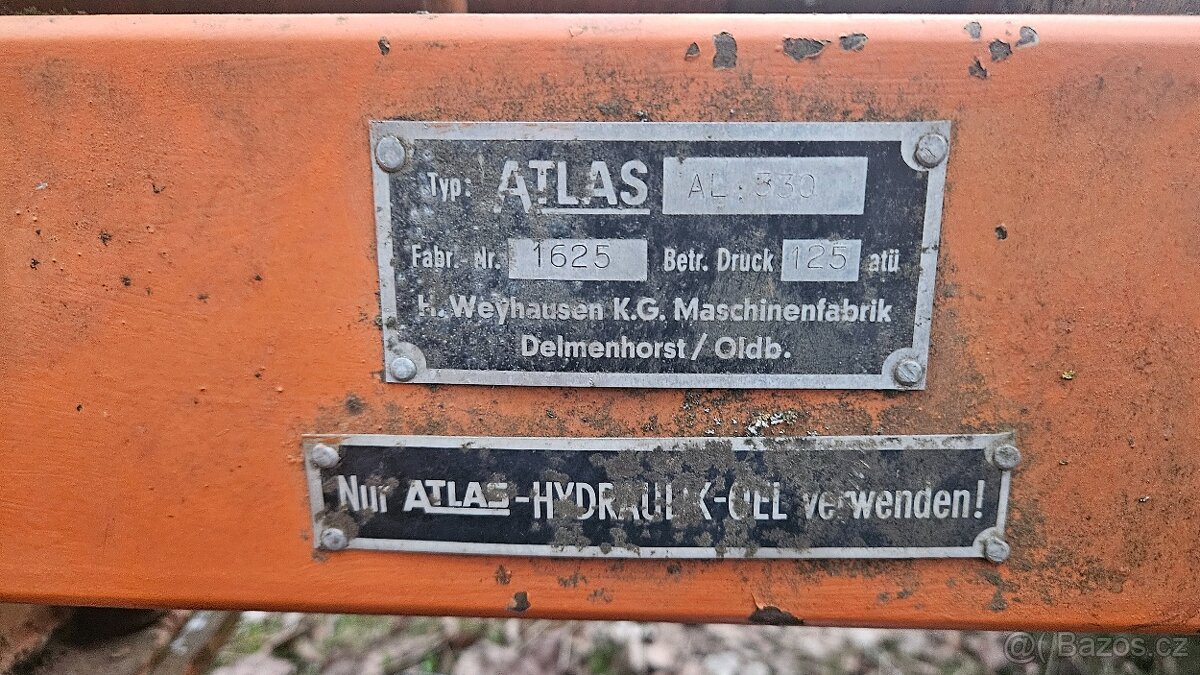 Typ: ATLAS AL. 330
Fabr.-Nr. 1625 Betr. Druck 125 atü
H. Weyhausen K.G. Maschinenfabrik
Delmenhorst / Oldb.
Nur ATLAS-HYDRAULIK-OEL verwenden!
@ Bazos.cz